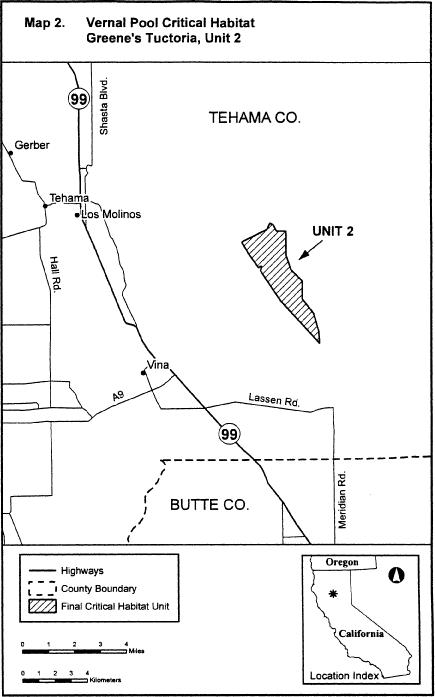 Map 2. Vernal Pool Critical Habitat
Greene's Tuctoria, Unit 2
99
Shasta Blvd.
TEHAMA CO.
Gerber
Tehama
Los Molinos
UNIT 2
Hall Rd.
Vina
A9
Lassen Rd.
99
Meridian Rd.
BUTTE CO.
Highways
County Boundary
Final Critical Habitat Unit
0 1 2 3 4
Miles
0 1 2 3 4
Kilometers
Oregon
California
Location Index